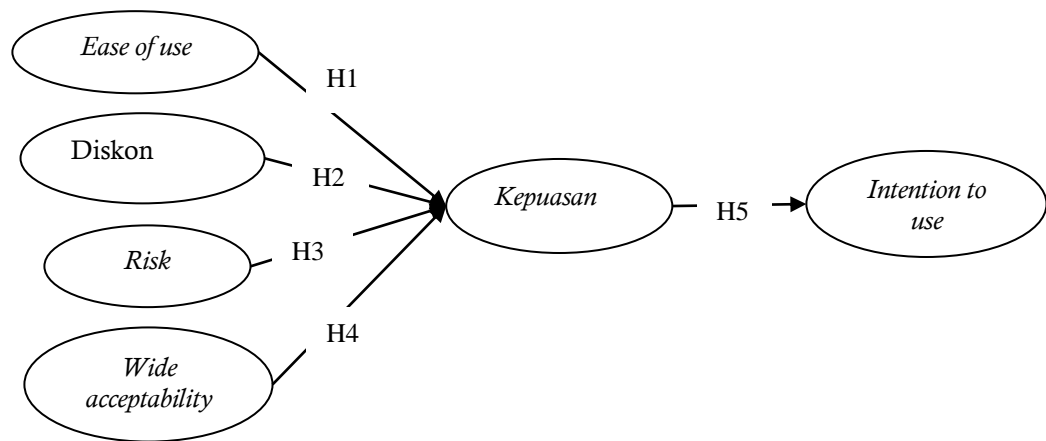 Ease of use
H1
Diskon
H2
Kepuasan
H5
Intention to
use
Risk
H3
H4
Wide
acceptability